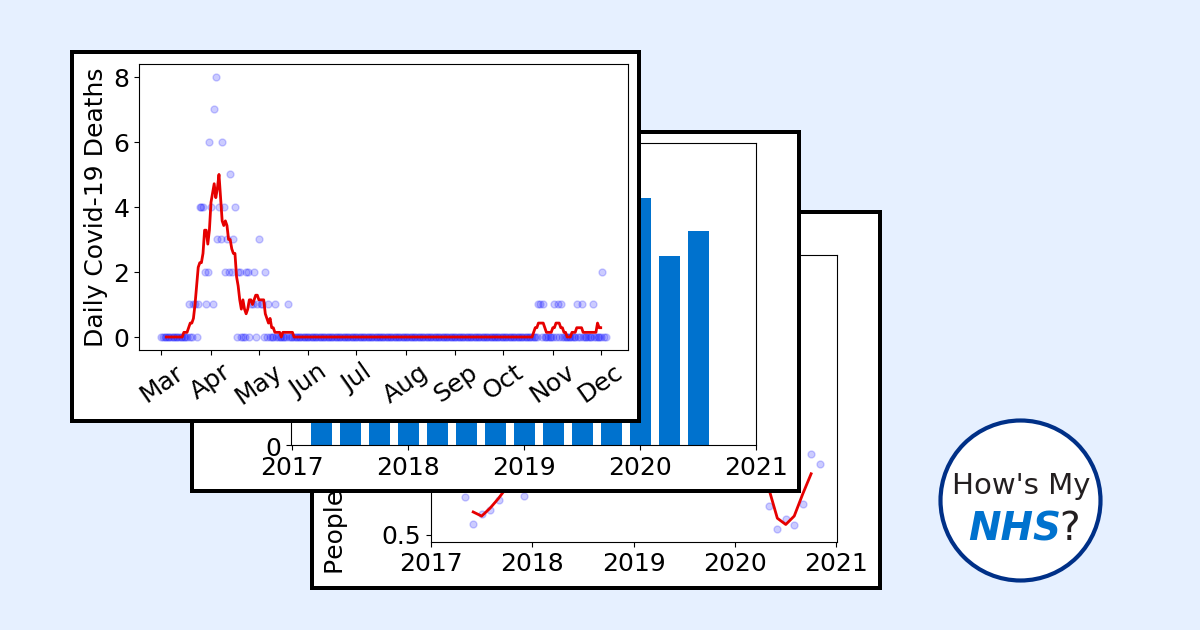 Daily Covid-19 Deaths
8
6
4
2
0
Mar Apr May Jun Jul Aug Sep Oct Nov Dec
0
2017 2018 2019 2020 2021
People
0.5
2017 2018 2019 2020 2021
How's My
NHS?